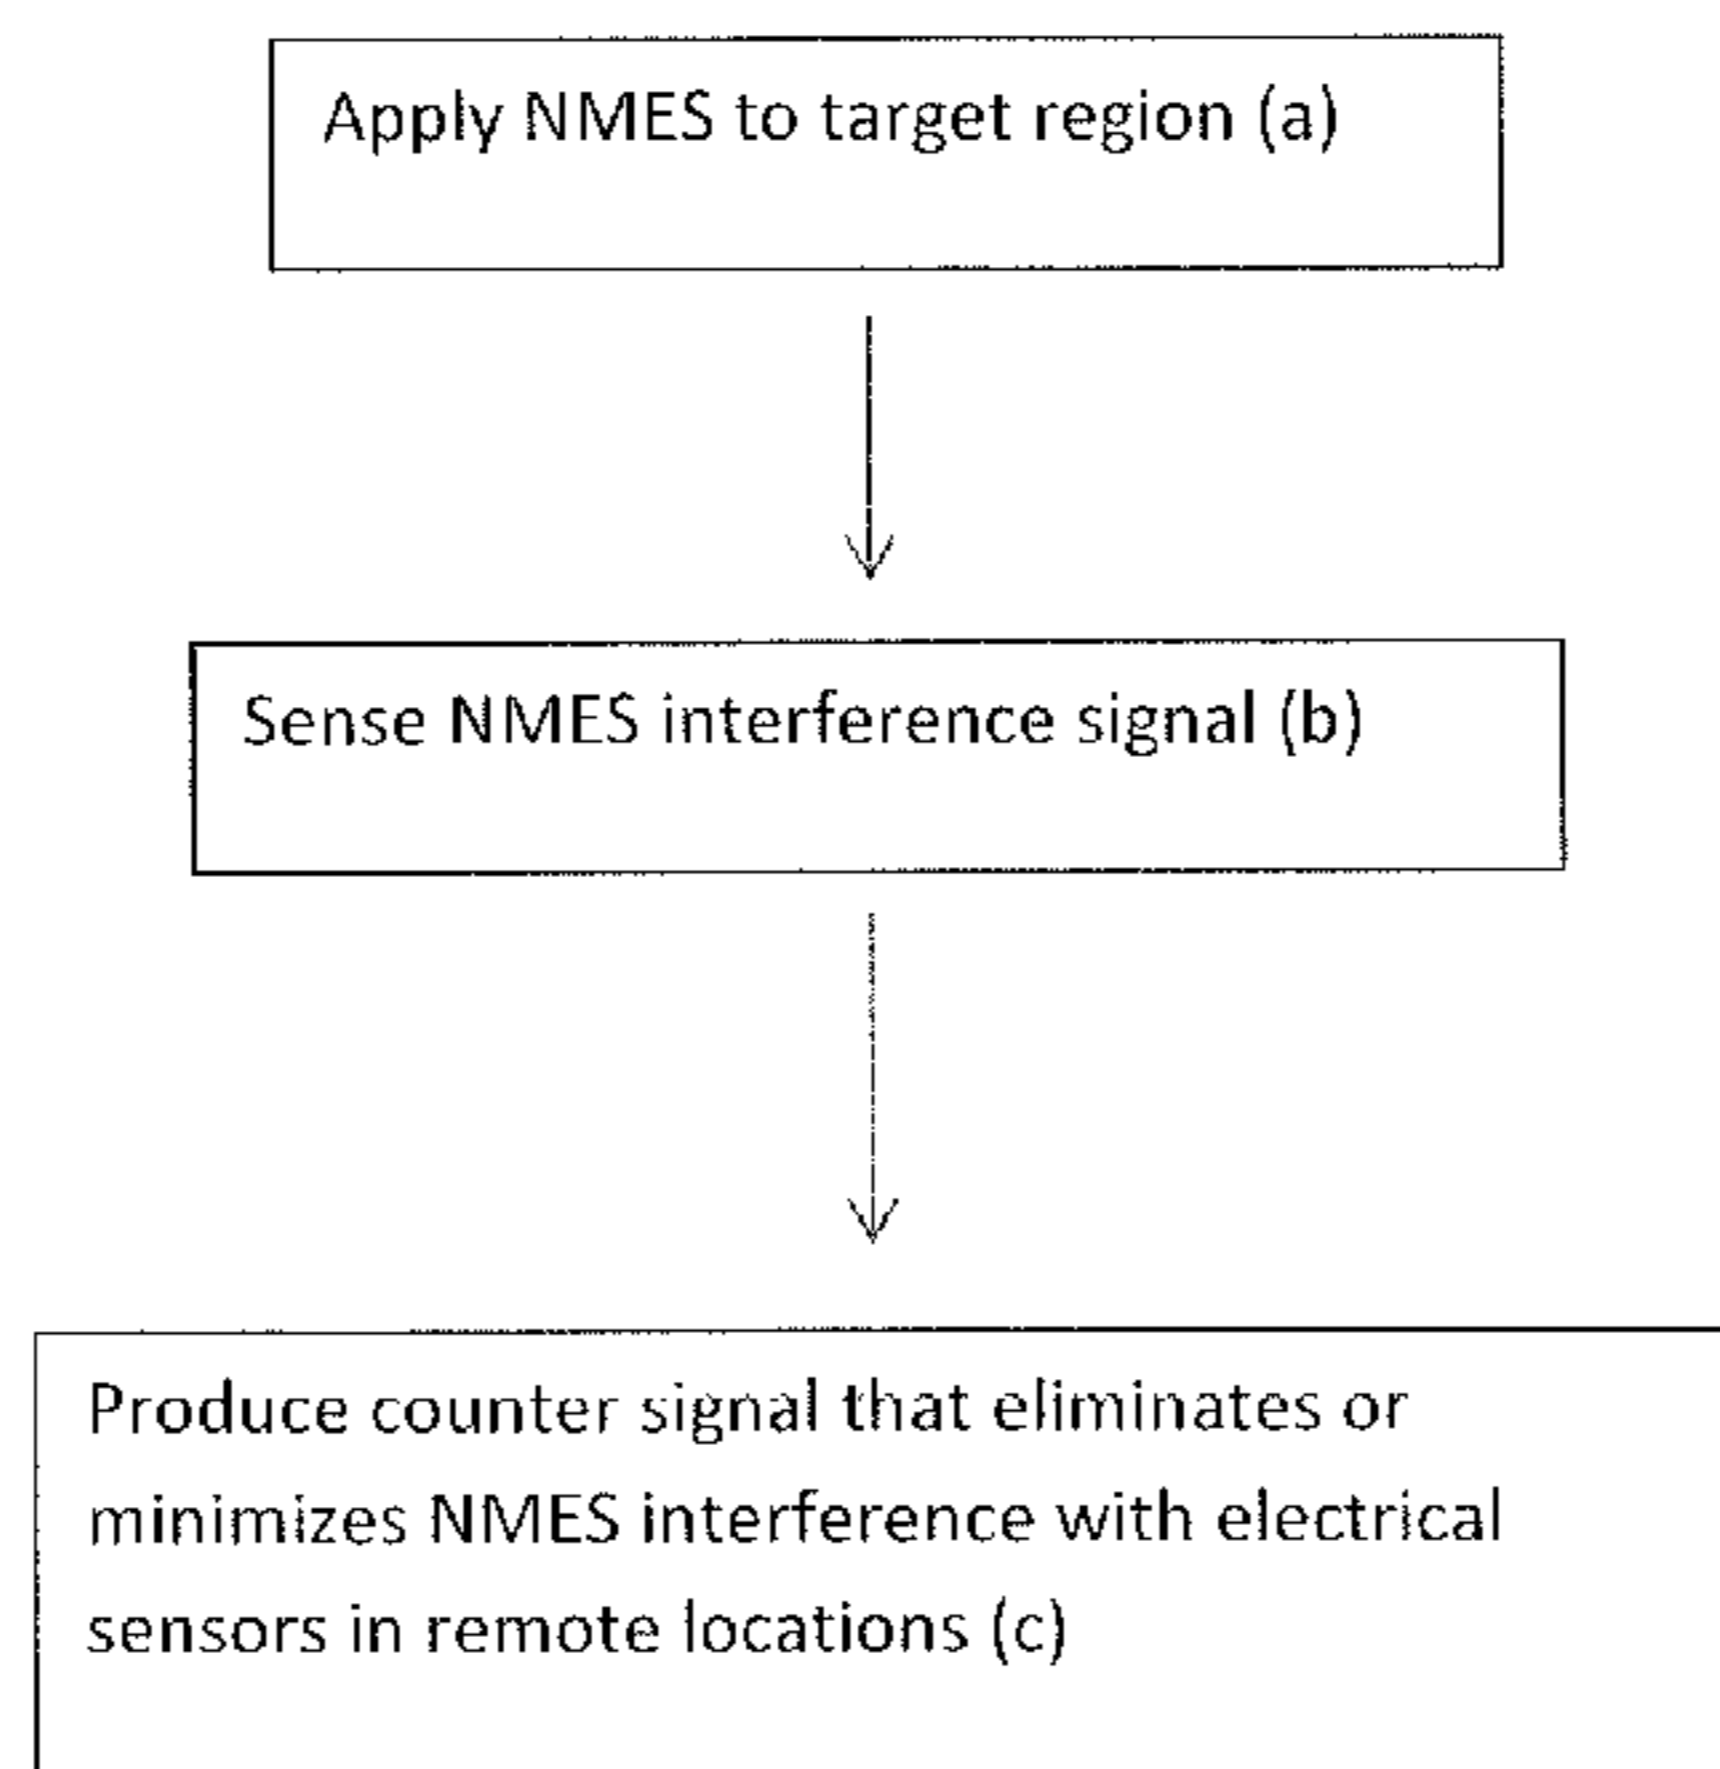 Apply NMES to target region (a)
Sense NMES interference signal (b)
Produce counter signal that eliminates or
minimizes NMES interference with electrical
sensors in remote locations (c)